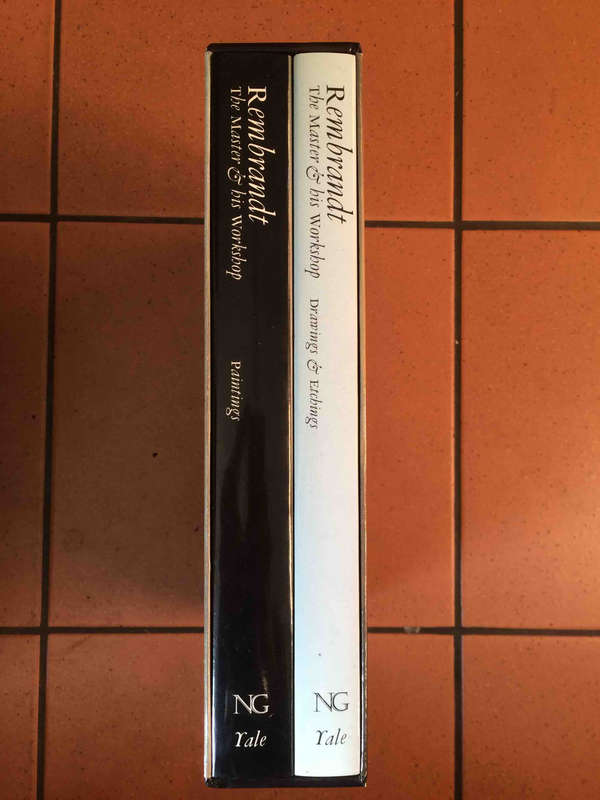 Rembrandt
The Master & his Workshop
Paintings
NG
Yale
Rembrandt
The Master & his Workshop
Drawings & Etchings
NG
Yale